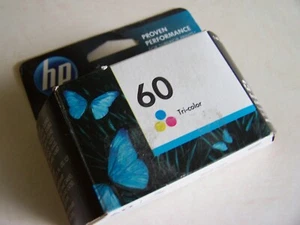 PROVEN
PERFORMANCE
hp
60
Tri-color